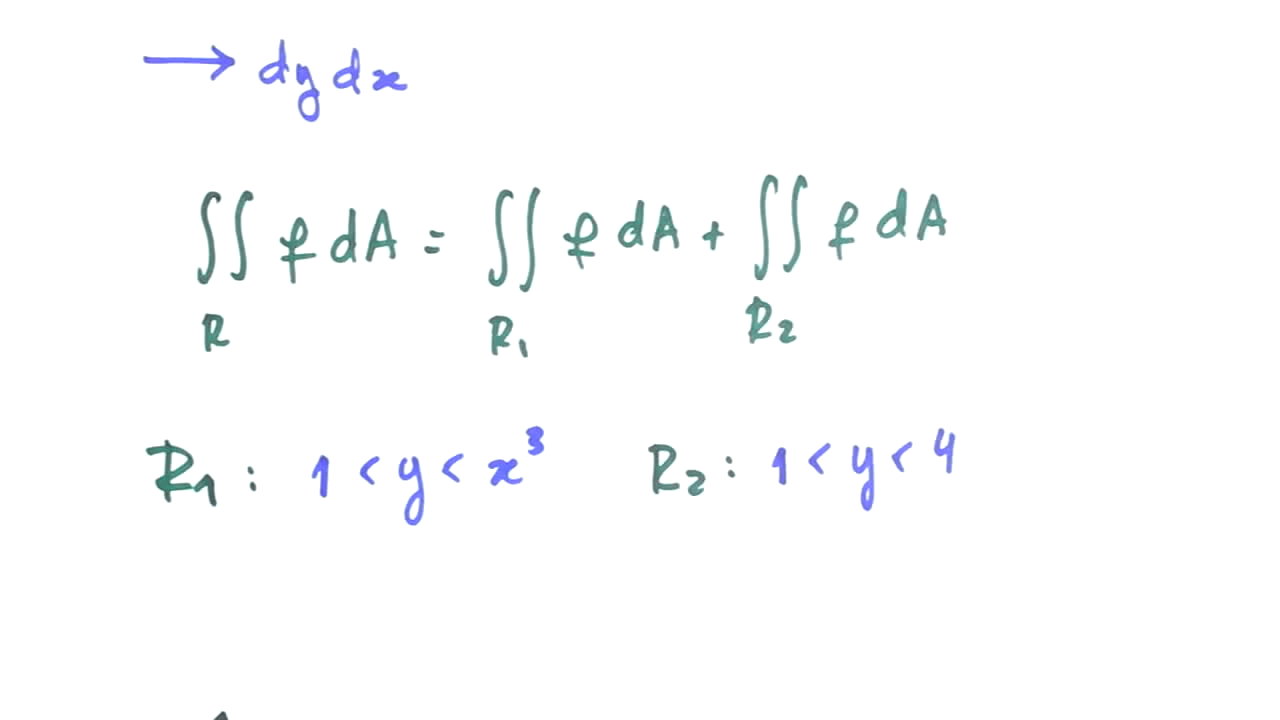 → dy dx
∬ f dA = ∬ f dA + ∬ f dA
R R₁ R₂
R₁ : 1 < y < x³ R₂ : 1 < y < 4